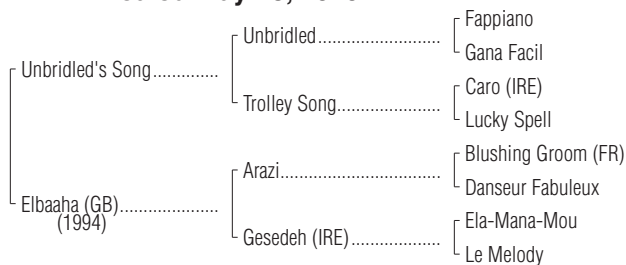 Fappiano
Unbridled
Gana Facil
Unbridled's Song
Caro (IRE)
Trolley Song
Lucky Spell
Blushing Groom (FR)
Arazi
Danseur Fabuleux
Elbaaha (GB)
(1994)
Ela-Mana-Mou
Gesedeh (IRE)
Le Melody